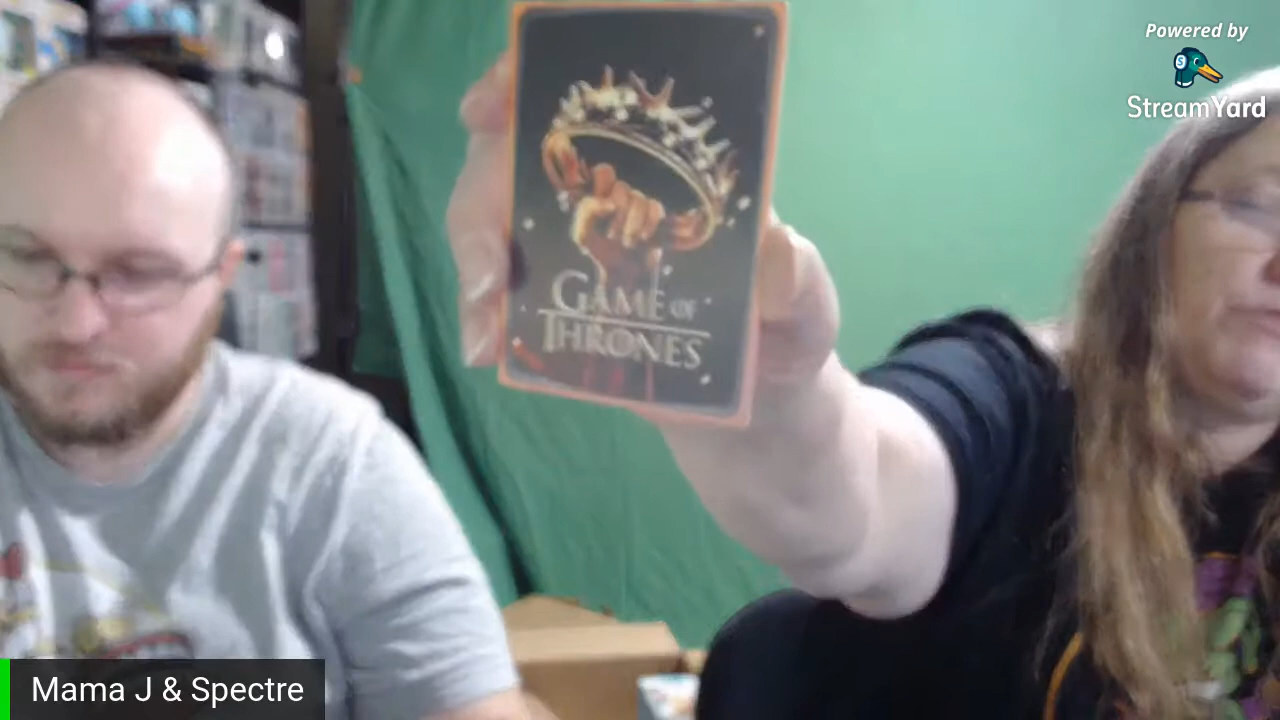 Powered by
StreamYard
GAME OF
THRONES
Mama J & Spectre